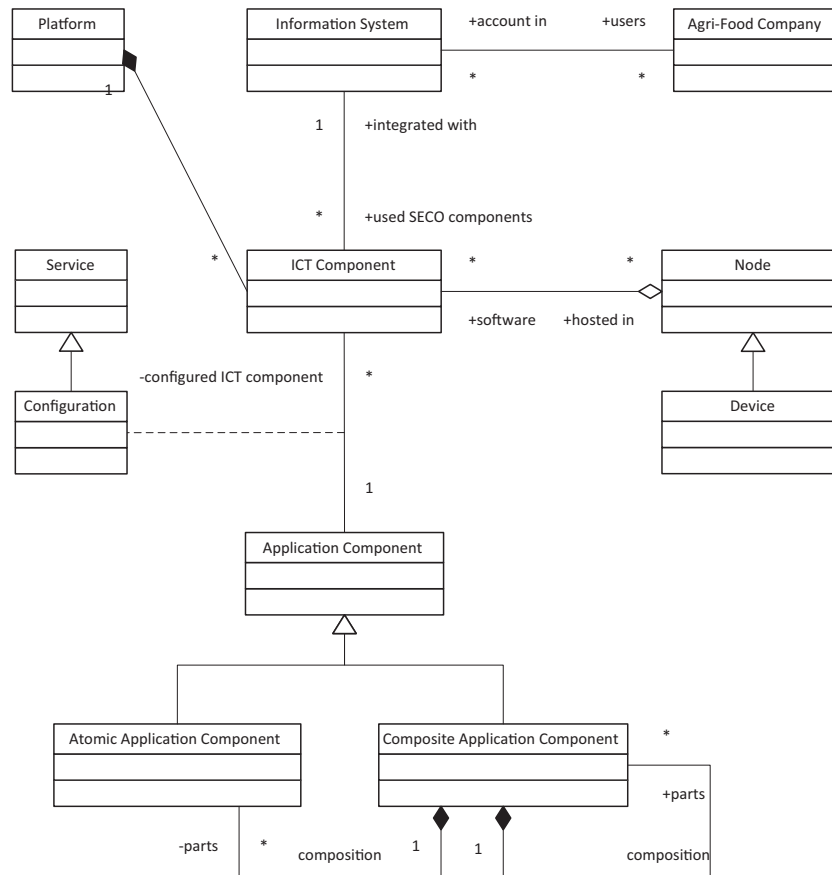 Platform
Information System
+account in
+users
Agri-Food Company
1
*
*
1
+integrated with
*
+used SECO components
*
Service
ICT Component
*
*
Node
+software
+hosted in
-configured ICT component
*
Configuration
Device
1
Application Component
Atomic Application Component
Composite Application Component
*
+parts
-parts
*
composition
1
1
composition